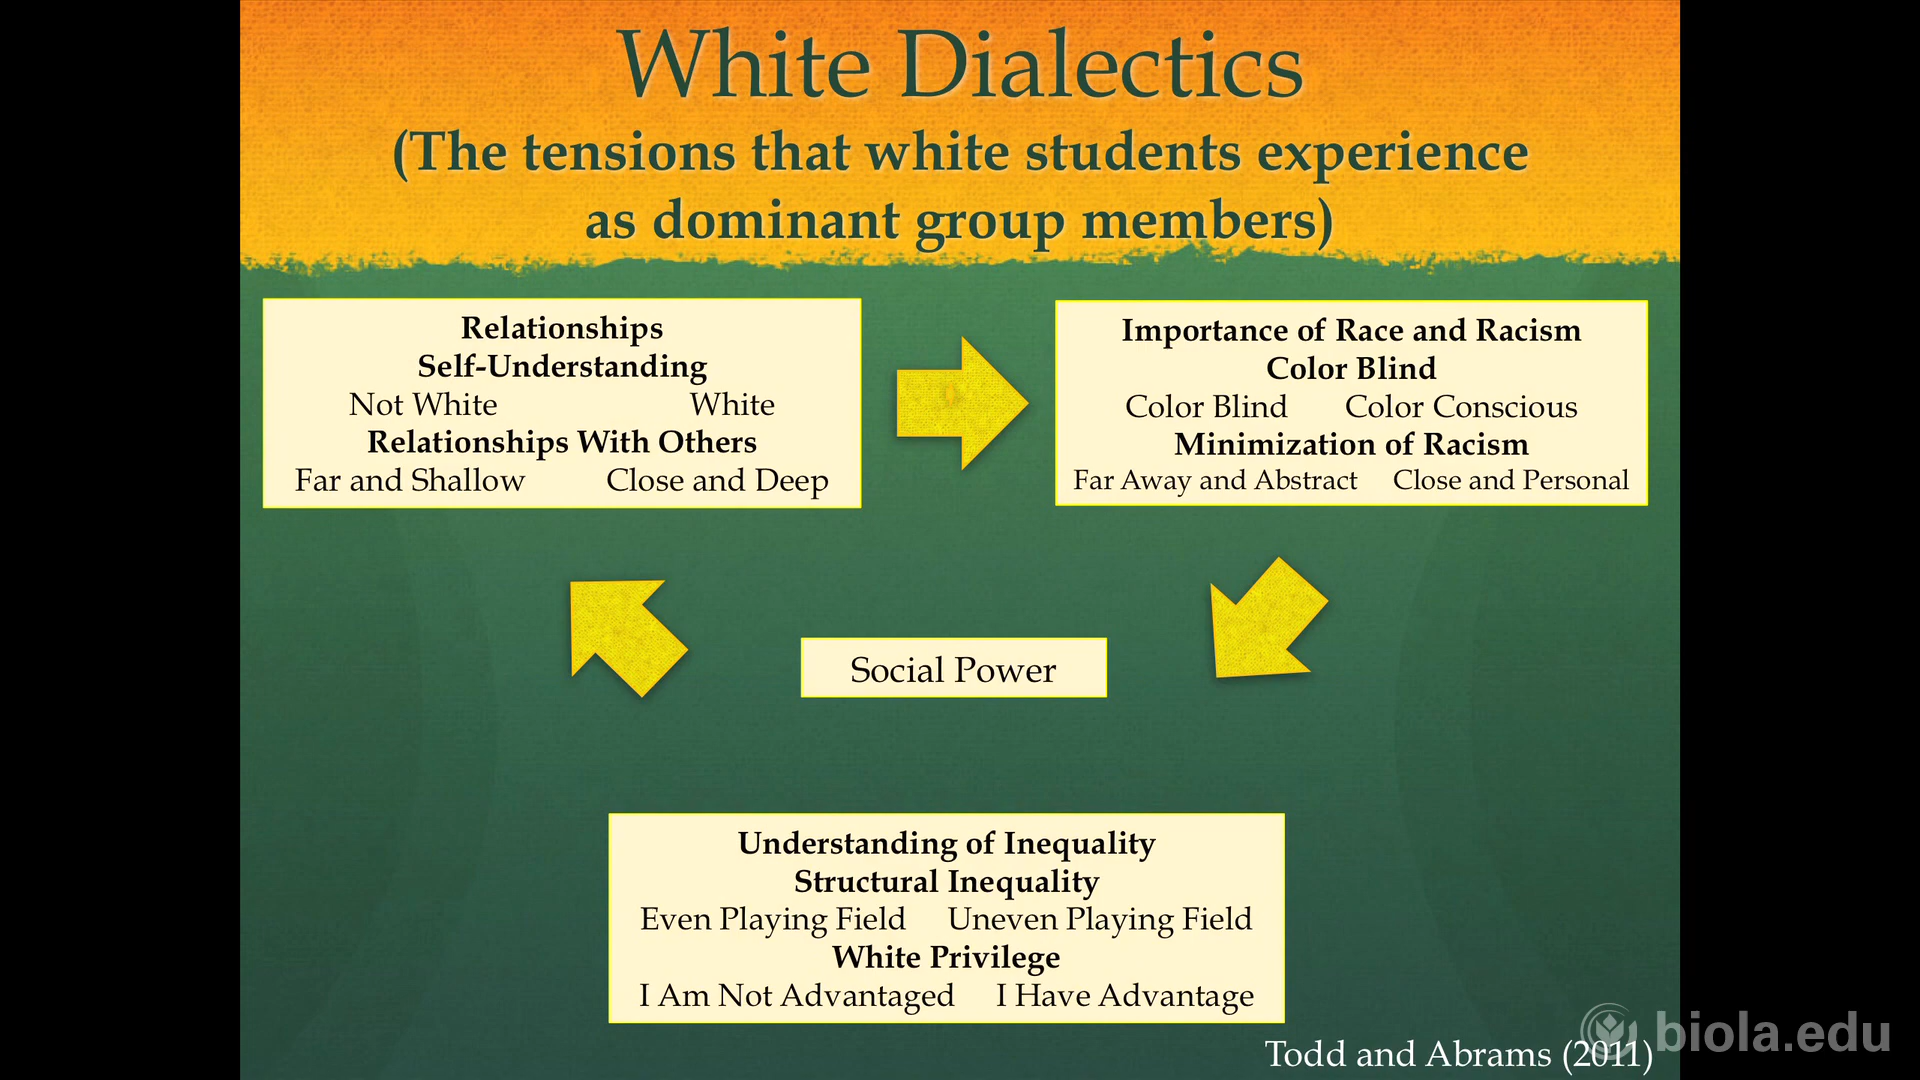 White Dialectics
(The tensions that white students experience
as dominant group members)
Relationships
Self-Understanding
Not White White
Relationships With Others
Far and Shallow Close and Deep
Importance of Race and Racism
Color Blind
Color Blind Color Conscious
Minimization of Racism
Far Away and Abstract Close and Personal
Social Power
Understanding of Inequality
Structural Inequality
Even Playing Field Uneven Playing Field
White Privilege
I Am Not Advantaged I Have Advantage
Todd and Abrams (2011)
biola.edu